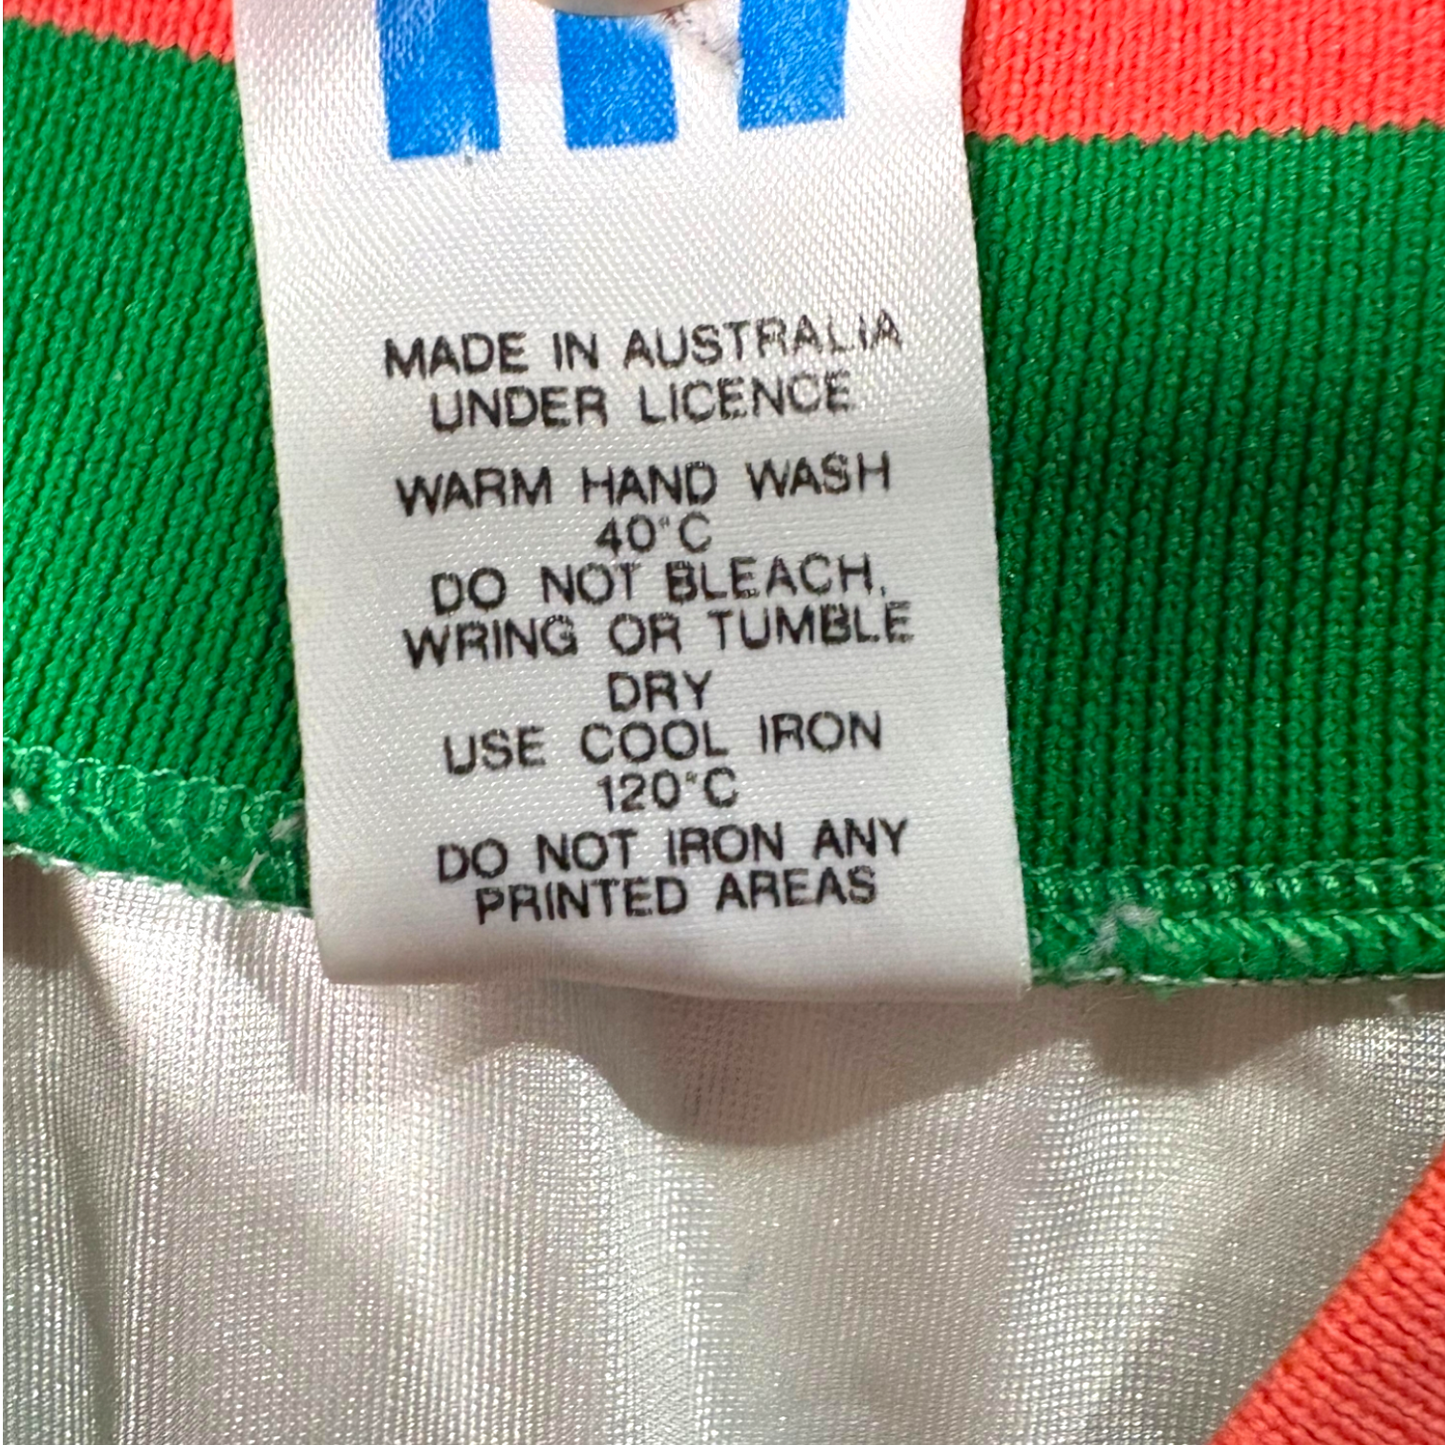 MADE IN AUSTRALIA
UNDER LICENCE
WARM HAND WASH
40°C
DO NOT BLEACH,
WRING OR TUMBLE
DRY
USE COOL IRON
120°C
DO NOT IRON ANY
PRINTED AREAS